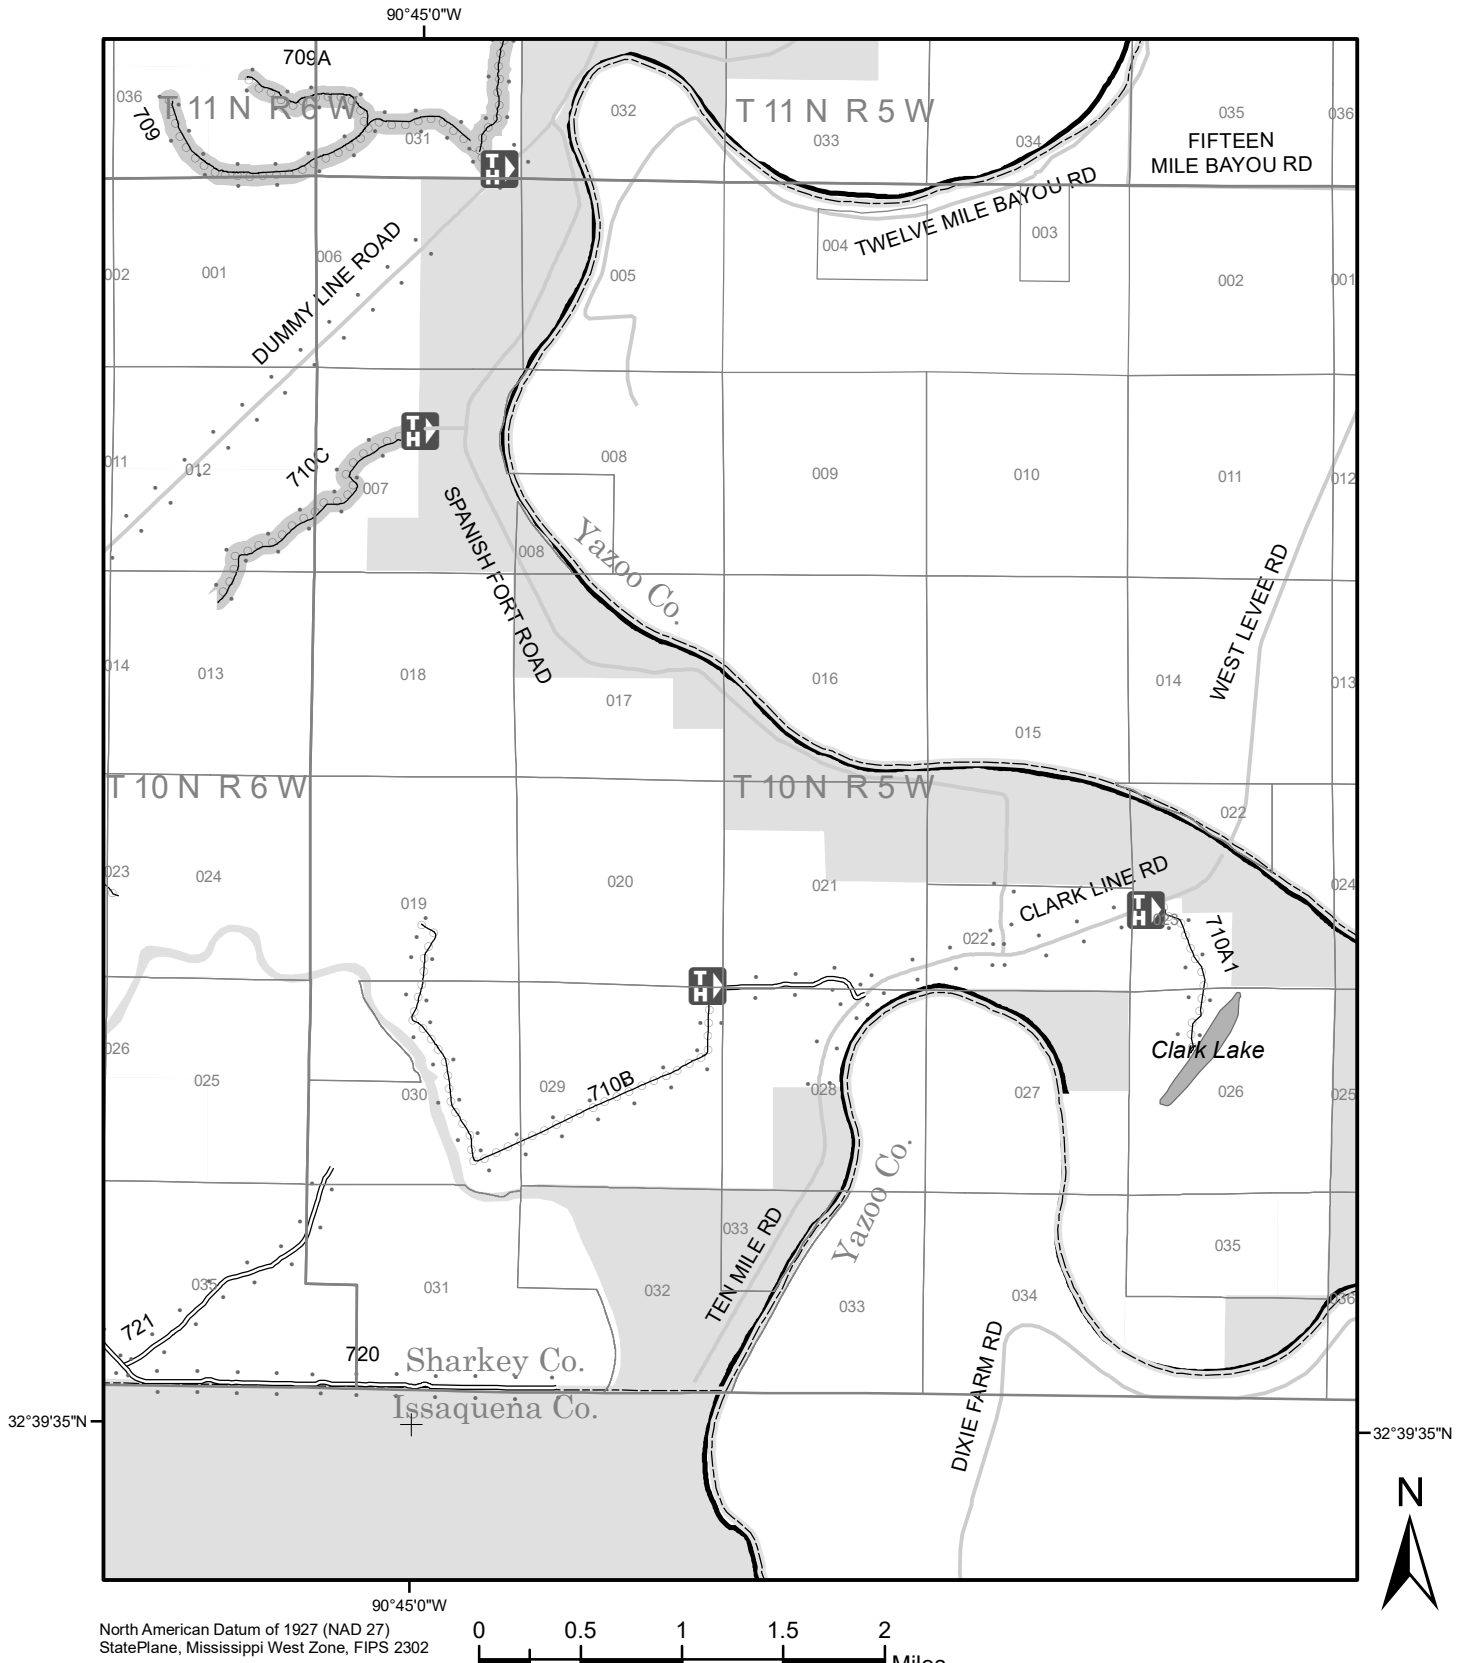 90°45'0"W
709A
036
T 11 N R 6 W
709
031
T
H
032
T 11 N R 5 W
033
034
035
036
FIFTEEN
MILE BAYOU RD
TWELVE MILE BAYOU RD
DUMMY LINE ROAD
002
001
006
005
004
003
002
001
011
012
710C
007
T
H
008
009
010
011
012
SPANISH FORT ROAD
008
Yazoo Co.
WEST LEVEE RD
014
013
018
017
016
015
014
013
T 10 N R 6 W
T 10 N R 5 W
022
023
024
019
020
021
CLARK LINE RD
024
022
T
H
023
710A1
T
H
026
025
030
029
710B
028
027
Clark Lake
026
025
033
TEN MILE RD
Yazoo Co.
035
035
031
032
033
034
036
721
720
Sharkey Co.
Issaquena Co.
DIXIE FARM RD
32°39'35"N
32°39'35"N
N
90°45'0"W
North American Datum of 1927 (NAD 27)
StatePlane, Mississippi West Zone, FIPS 2302
0 0.5 1 1.5 2
Miles